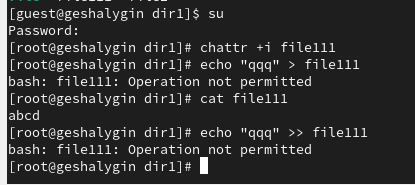 [guest@geshalygin dir1]$ su
Password:
[root@geshalygin dir1]# chattr +i file111
[root@geshalygin dir1]# echo "qqq" > file111
bash: file111: Operation not permitted
[root@geshalygin dir1]# cat file111
abcd
[root@geshalygin dir1]# echo "qqq" >> file111
bash: file111: Operation not permitted
[root@geshalygin dir1]#